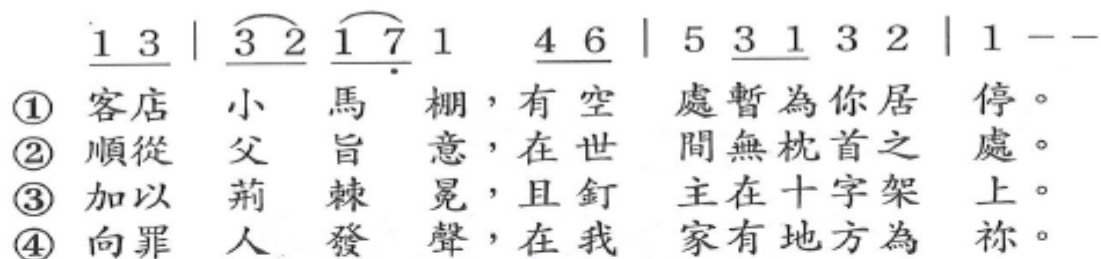 1 3 | 3 2 1 7̣ 1 4 6 | 5 3 1 3 2 | 1 - -
① 客店小馬棚，有空處暫為你居停。
② 順從父旨意，在世間無枕首之處。
③ 加以荊棘冕，且釘主在十字架上。
④ 向罪人發聲，在我家有地方為祢。